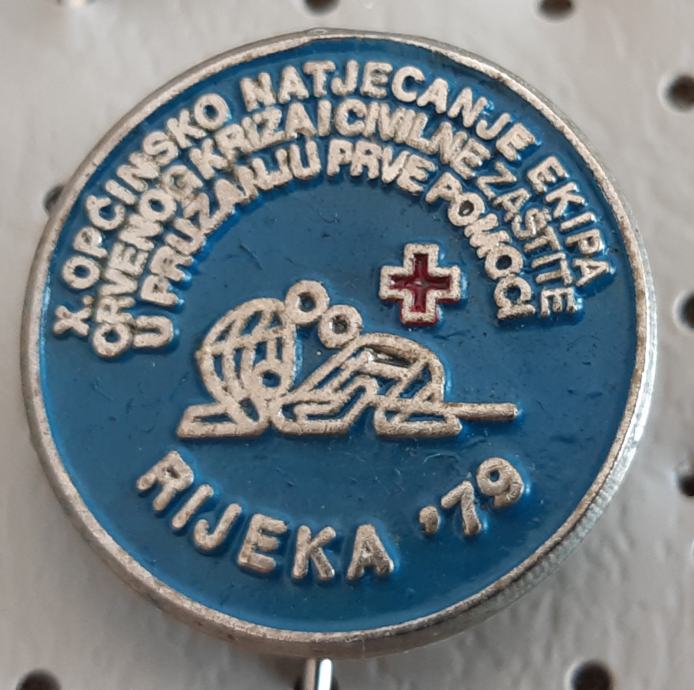 X. OPĆINSKO NATJECANJE EKIPA
CRVENOG KRIŽA I CIVILNE ZAŠTITE
U PRUŽANJU PRVE POMOĆI
RIJEKA '79